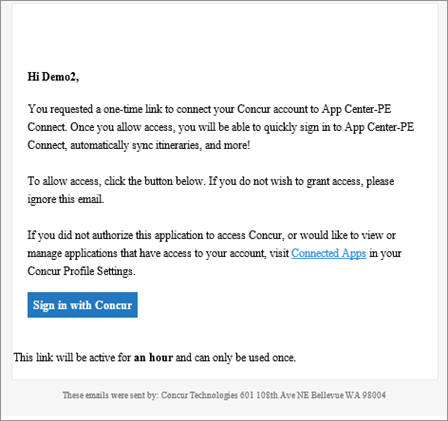 Hi Demo2,
You requested a one-time link to connect your Concur account to App Center-PE
Connect. Once you allow access, you will be able to quickly sign in to App Center-PE
Connect, automatically sync itineraries, and more!
To allow access, click the button below. If you do not wish to grant access, please
ignore this email.
If you did not authorize this application to access Concur, or would like to view or
manage applications that have access to your account, visit Connected Apps in your
Concur Profile Settings.
Sign in with Concur
This link will be active for an hour and can only be used once.
These emails were sent by: Concur Technologies 601 108th Ave NE Bellevue WA 98004